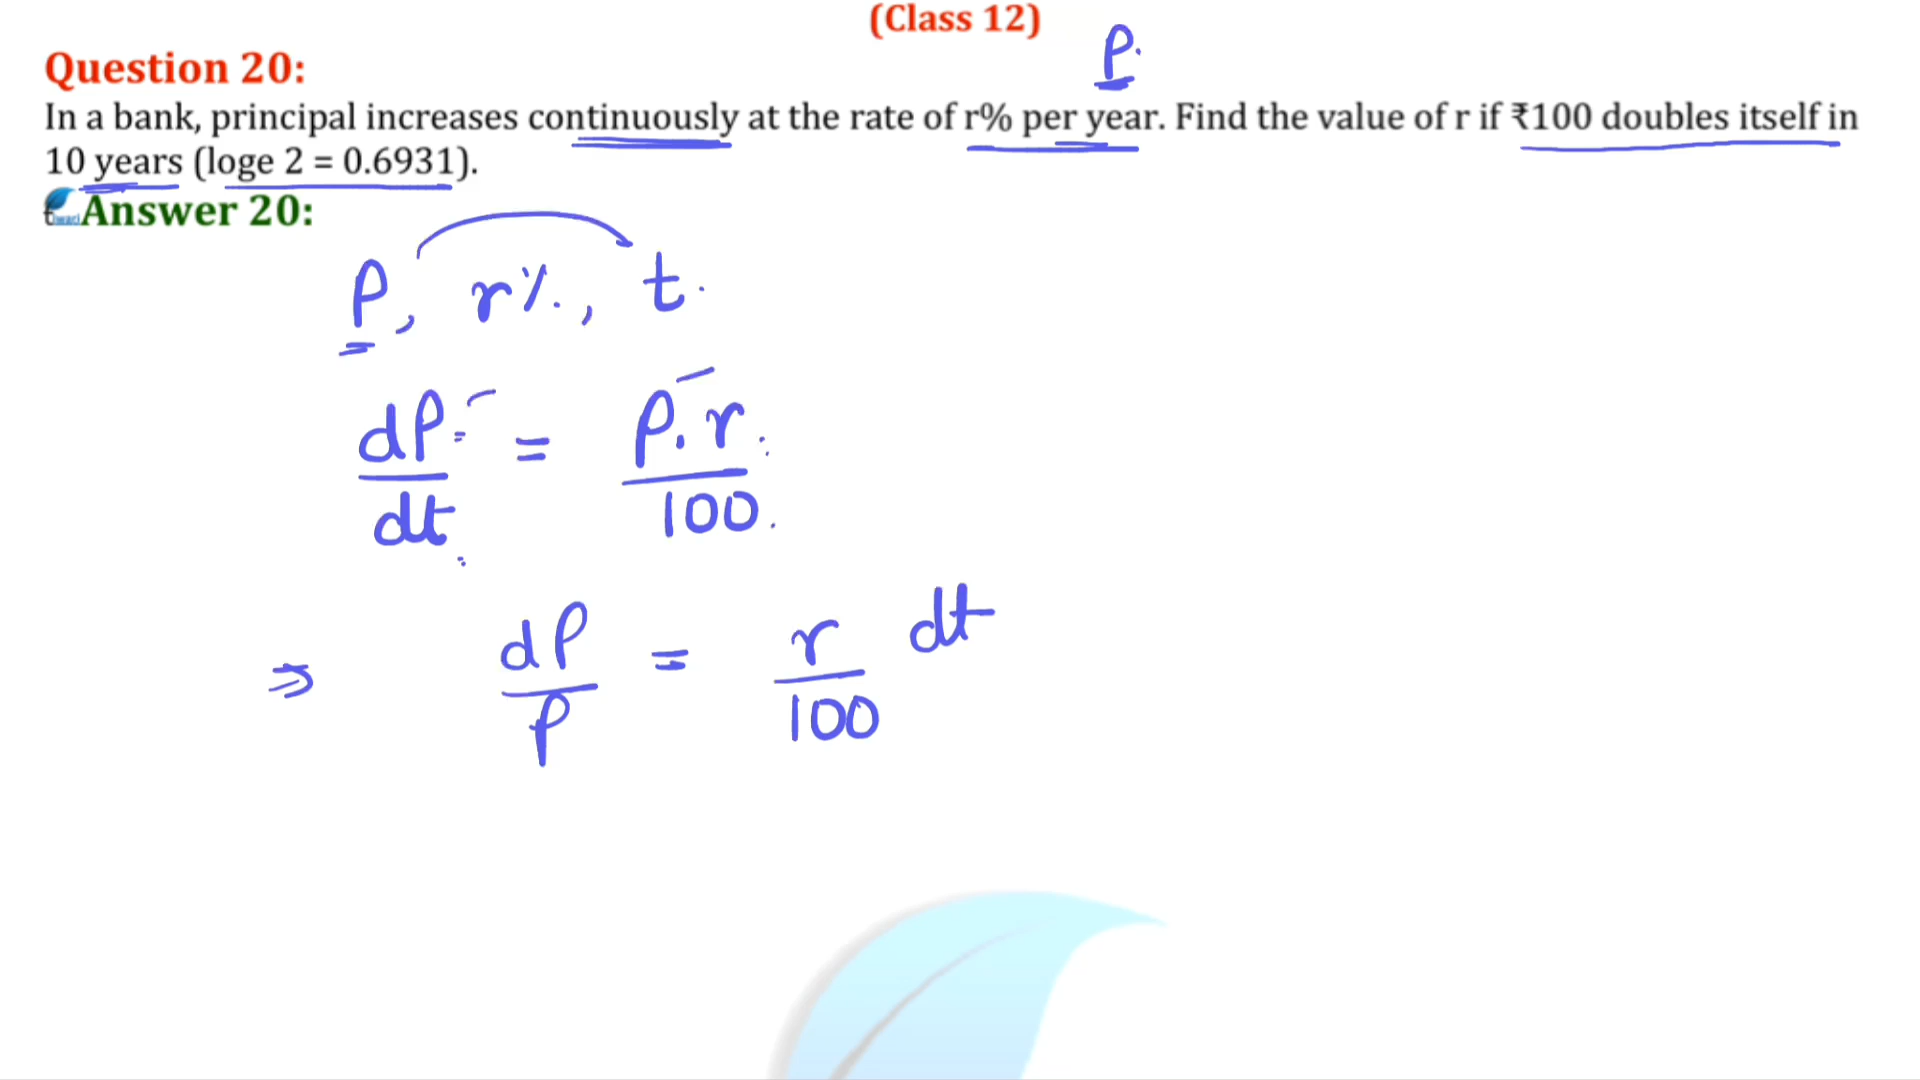 (Class 12)
P.
Question 20:
In a bank, principal increases continuously at the rate of r% per year. Find the value of r if ₹100 doubles itself in
10 years (loge 2 = 0.6931).
Answer 20:
P, r%, t.
dP/dt = P.r/100.
⇒ dP/P = r/100 dt